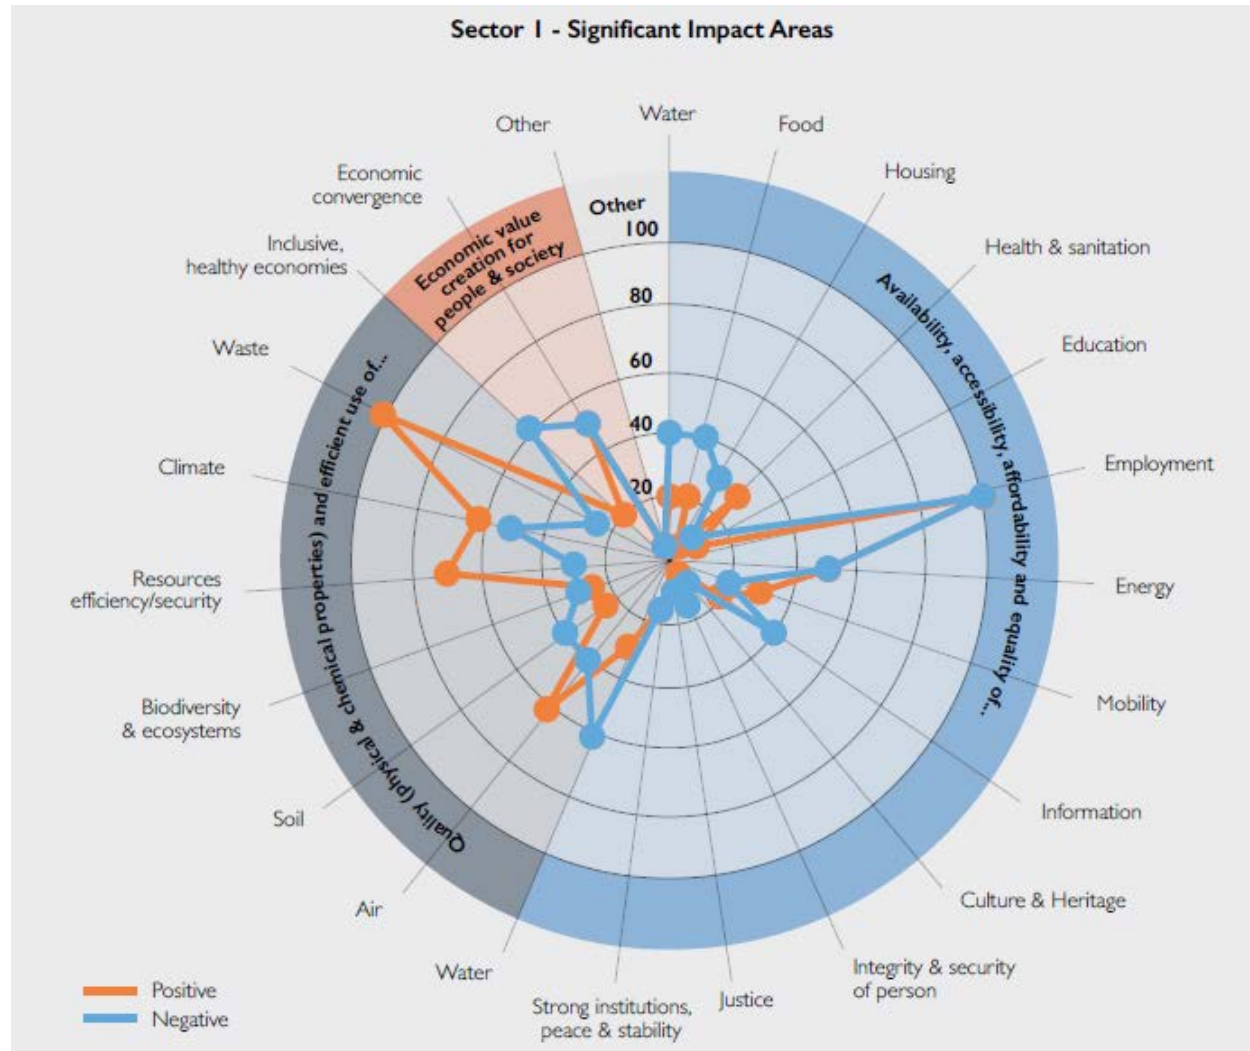 Sector 1 - Significant Impact Areas
Water
Food
Housing
Health & sanitation
Education
Employment
Energy
Mobility
Information
Culture & Heritage
Integrity & security
of person
Justice
Strong institutions,
peace & stability
Water
Air
Soil
Biodiversity
& ecosystems
Resources
efficiency/security
Climate
Waste
Inclusive,
healthy economies
Economic
convergence
Other
Other
100
80
60
40
20
Availability, accessibility, affordability and equality of...
Quality (physical & chemical properties) and efficient use of...
Economic value
creation for
people & society
Positive
Negative